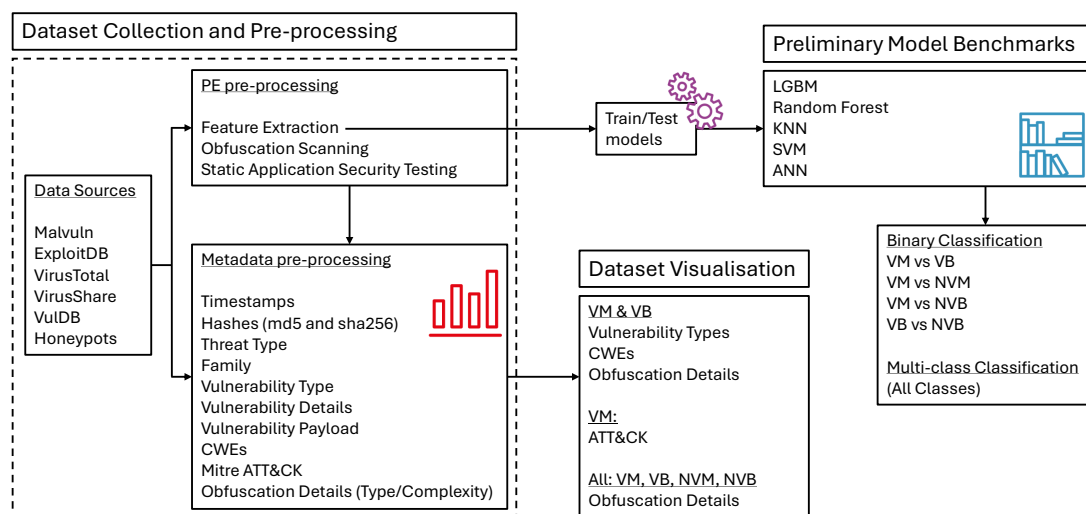 Dataset Collection and Pre-processing
Data Sources
Malvuln
ExploitDB
VirusTotal
VirusShare
VulDB
Honeypots
PE pre-processing
Feature Extraction
Obfuscation Scanning
Static Application Security Testing
Metadata pre-processing
Timestamps
Hashes (md5 and sha256)
Threat Type
Family
Vulnerability Type
Vulnerability Details
Vulnerability Payload
CWEs
Mitre ATT&CK
Obfuscation Details (Type/Complexity)
Train/Test
models
Dataset Visualisation
VM & VB
Vulnerability Types
CWEs
Obfuscation Details
VM:
ATT&CK
All: VM, VB, NVM, NVB
Obfuscation Details
Preliminary Model Benchmarks
LGBM
Random Forest
KNN
SVM
ANN
Binary Classification
VM vs VB
VM vs NVM
VM vs NVB
VB vs NVB
Multi-class Classification
(All Classes)